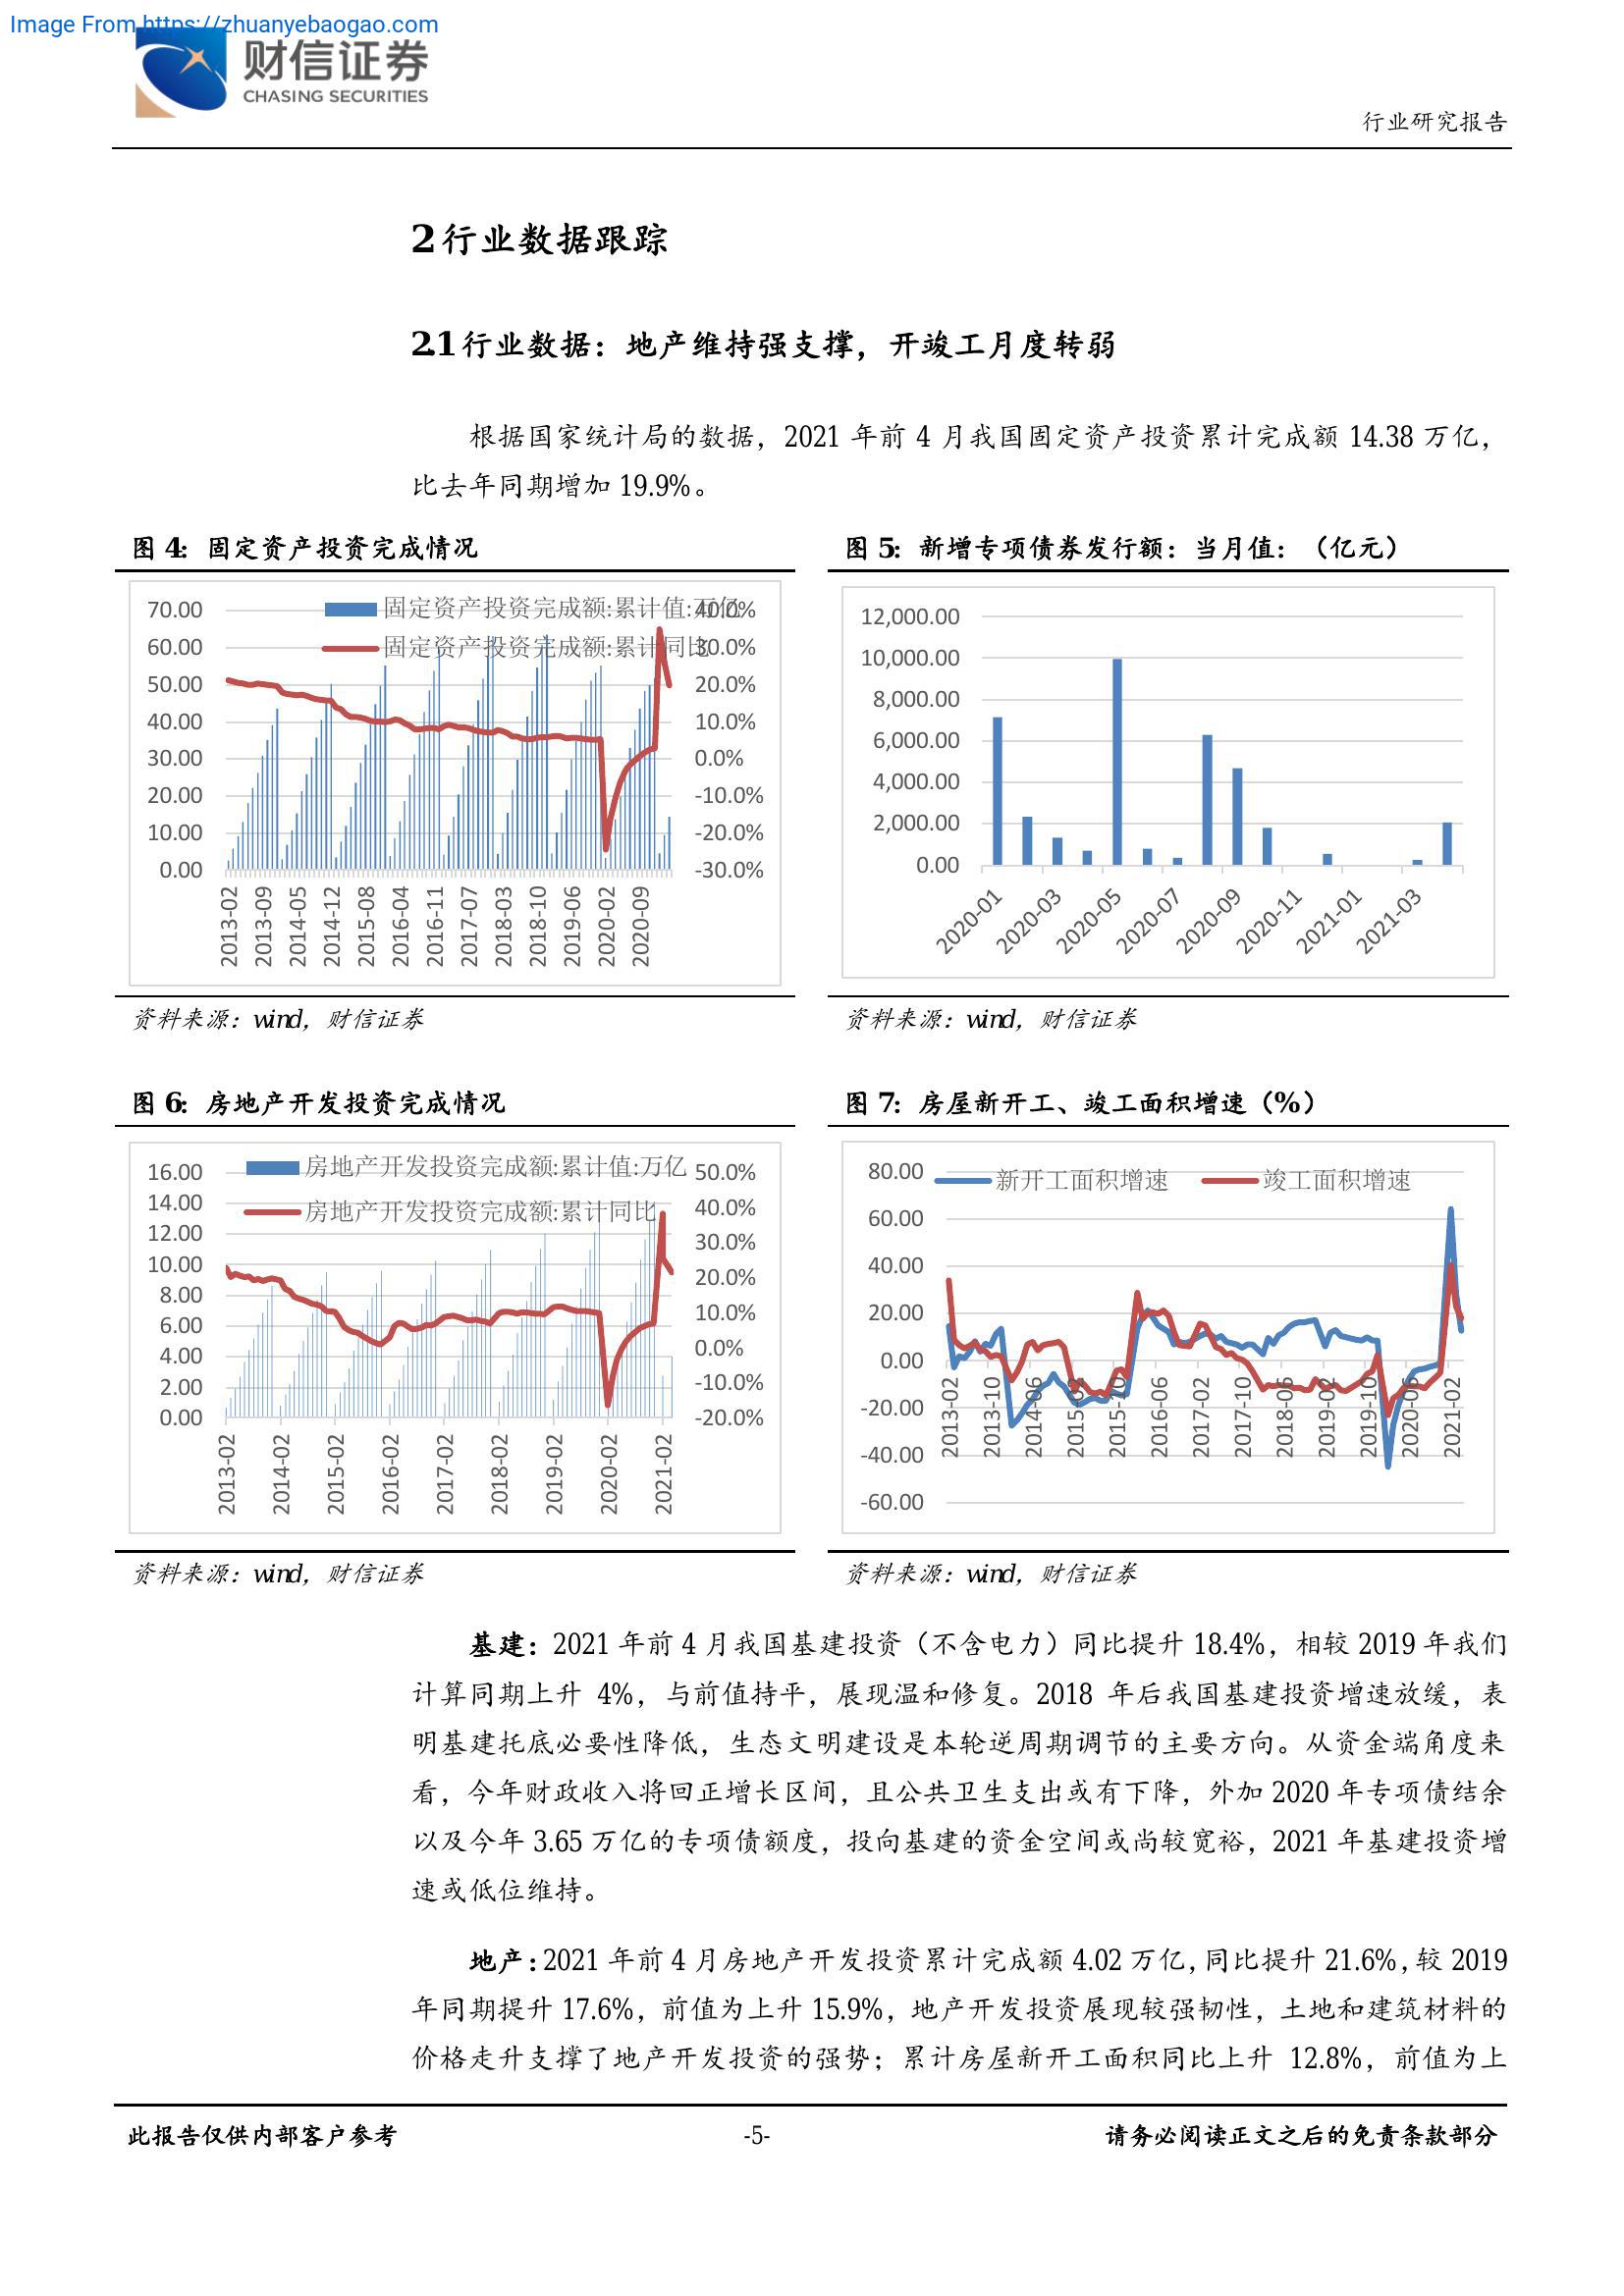 Image From https://zhuanyebaogao.com
财信证券
CHASING SECURITIES
行业研究报告
2 行业数据跟踪
2.1 行业数据：地产维持强支撑，开竣工月度转弱
根据国家统计局的数据，2021 年前 4 月我国固定资产投资累计完成额 14.38 万亿，
比去年同期增加 19.9%。
图 4：固定资产投资完成情况
固定资产投资完成额:累计值:万亿
固定资产投资完成额:累计同比
70.00
60.00
50.00
40.00
30.00
20.00
10.00
0.00
40.0%
30.0%
20.0%
10.0%
0.0%
-10.0%
-20.0%
-30.0%
2013-02
2013-09
2014-05
2014-12
2015-08
2016-04
2016-11
2017-07
2018-03
2018-10
2019-06
2020-02
2020-09
资料来源：wind，财信证券
图 5：新增专项债券发行额：当月值：（亿元）
12,000.00
10,000.00
8,000.00
6,000.00
4,000.00
2,000.00
0.00
2020-01
2020-03
2020-05
2020-07
2020-09
2020-11
2021-01
2021-03
资料来源：wind，财信证券
图 6：房地产开发投资完成情况
房地产开发投资完成额:累计值:万亿
房地产开发投资完成额:累计同比
16.00
14.00
12.00
10.00
8.00
6.00
4.00
2.00
0.00
50.0%
40.0%
30.0%
20.0%
10.0%
0.0%
-10.0%
-20.0%
2013-02
2014-02
2015-02
2016-02
2017-02
2018-02
2019-02
2020-02
2021-02
资料来源：wind，财信证券
图 7：房屋新开工、竣工面积增速（%）
新开工面积增速
竣工面积增速
80.00
60.00
40.00
20.00
0.00
-20.00
-40.00
-60.00
2013-02
2013-10
2014-06
2015-02
2015-10
2016-06
2017-02
2017-10
2018-06
2019-02
2019-10
2020-06
2021-02
资料来源：wind，财信证券
基建：2021 年前 4 月我国基建投资（不含电力）同比提升 18.4%，相较 2019 年我们
计算同期上升 4%，与前值持平，展现温和修复。2018 年后我国基建投资增速放缓，表
明基建托底必要性降低，生态文明建设是本轮逆周期调节的主要方向。从资金端角度来
看，今年财政收入将回正增长区间，且公共卫生支出或有下降，外加 2020 年专项债结余
以及今年 3.65 万亿的专项债额度，投向基建的资金空间或尚较宽裕，2021 年基建投资增
速或低位维持。
地产：2021 年前 4 月房地产开发投资累计完成额 4.02 万亿，同比提升 21.6%，较 2019
年同期提升 17.6%，前值为上升 15.9%，地产开发投资展现较强韧性，土地和建筑材料的
价格走升支撑了地产开发投资的强势；累计房屋新开工面积同比上升 12.8%，前值为上
此报告仅供内部客户参考
-5-
请务必阅读正文之后的免责条款部分